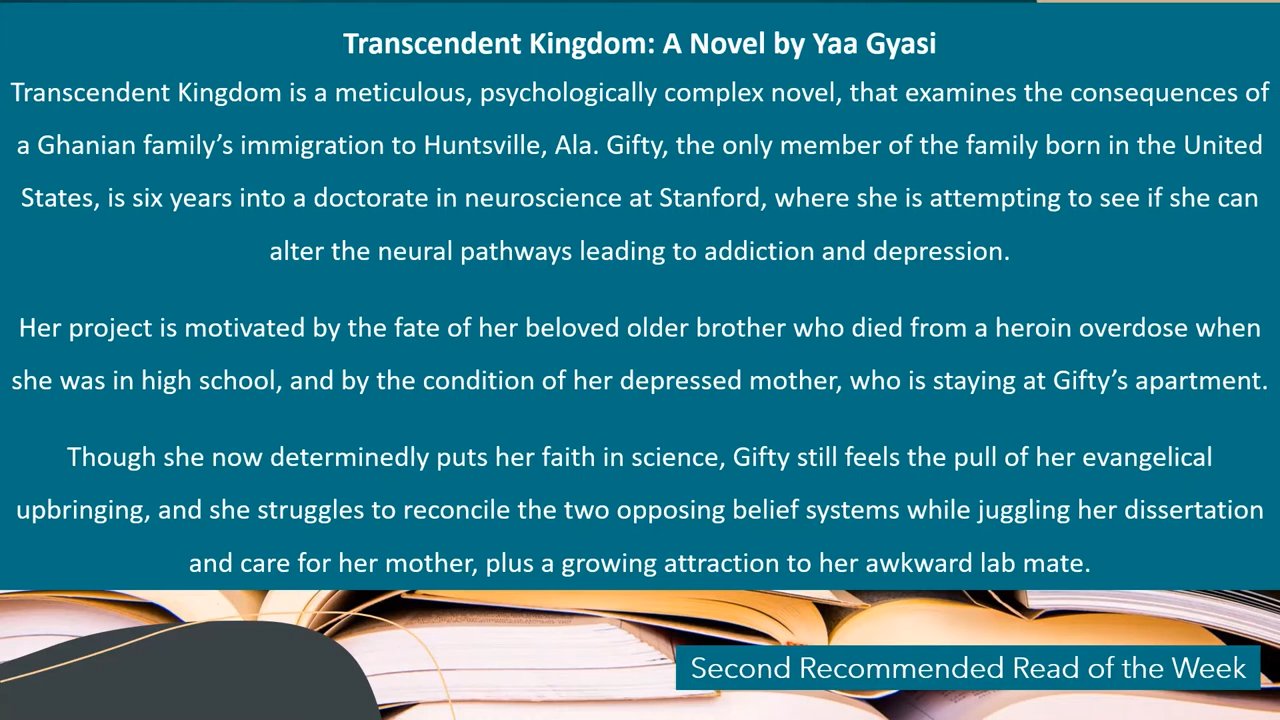 Transcendent Kingdom: A Novel by Yaa Gyasi
Transcendent Kingdom is a meticulous, psychologically complex novel, that examines the consequences of
a Ghanian family’s immigration to Huntsville, Ala. Gifty, the only member of the family born in the United
States, is six years into a doctorate in neuroscience at Stanford, where she is attempting to see if she can
alter the neural pathways leading to addiction and depression.
Her project is motivated by the fate of her beloved older brother who died from a heroin overdose when
she was in high school, and by the condition of her depressed mother, who is staying at Gifty’s apartment.
Though she now determinedly puts her faith in science, Gifty still feels the pull of her evangelical
upbringing, and she struggles to reconcile the two opposing belief systems while juggling her dissertation
and care for her mother, plus a growing attraction to her awkward lab mate.
Second Recommended Read of the Week